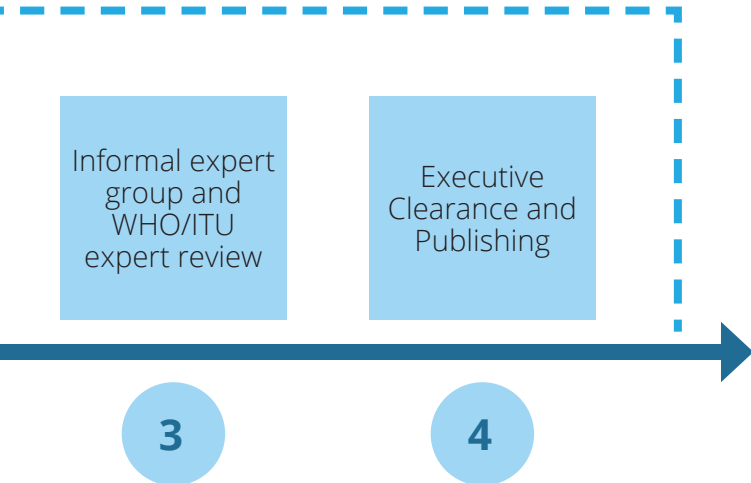 Informal expert
group and
WHO/ITU
expert review
Executive
Clearance and
Publishing
3
4